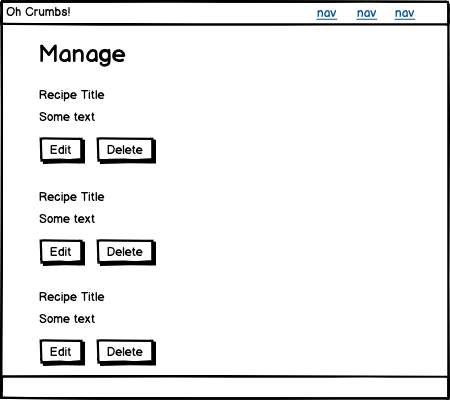 Oh Crumbs! nav nav nav
Manage
Recipe Title
Some text
Edit Delete
Recipe Title
Some text
Edit Delete
Recipe Title
Some text
Edit Delete